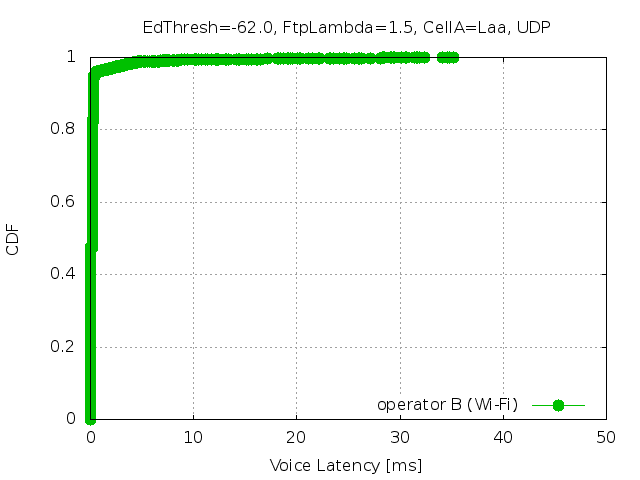 EdThresh=-62.0, FtpLambda=1.5, CellA=Laa, UDP
1
0.8
0.6
0.4
0.2
0
CDF
operator B (Wi-Fi)
0 10 20 30 40 50
Voice Latency [ms]